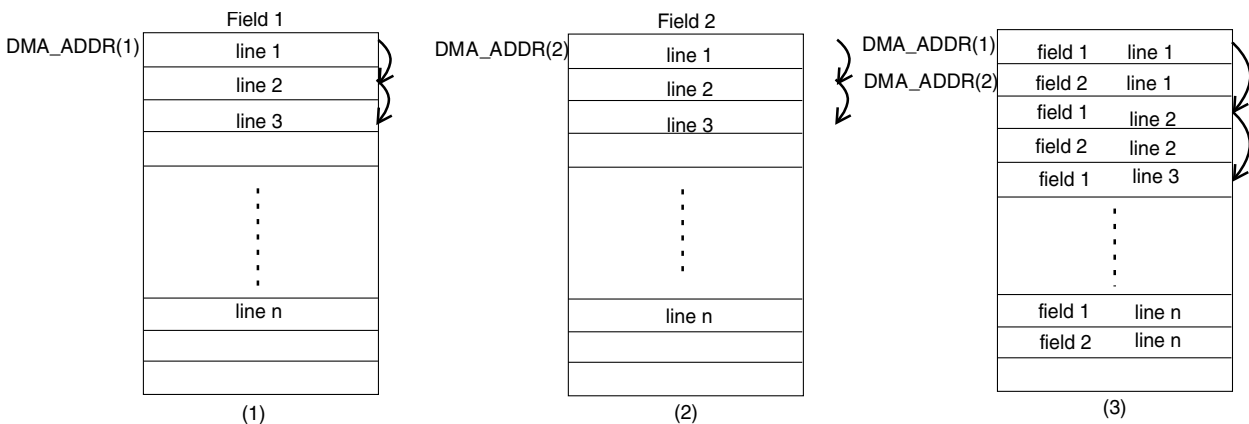 Field 1
DMA_ADDR(1)
line 1
line 2
line 3
line n
(1)
Field 2
DMA_ADDR(2)
line 1
line 2
line 3
line n
(2)
DMA_ADDR(1)
field 1 line 1
DMA_ADDR(2)
field 2 line 1
field 1 line 2
field 2 line 2
field 1 line 3
field 1 line n
field 2 line n
(3)